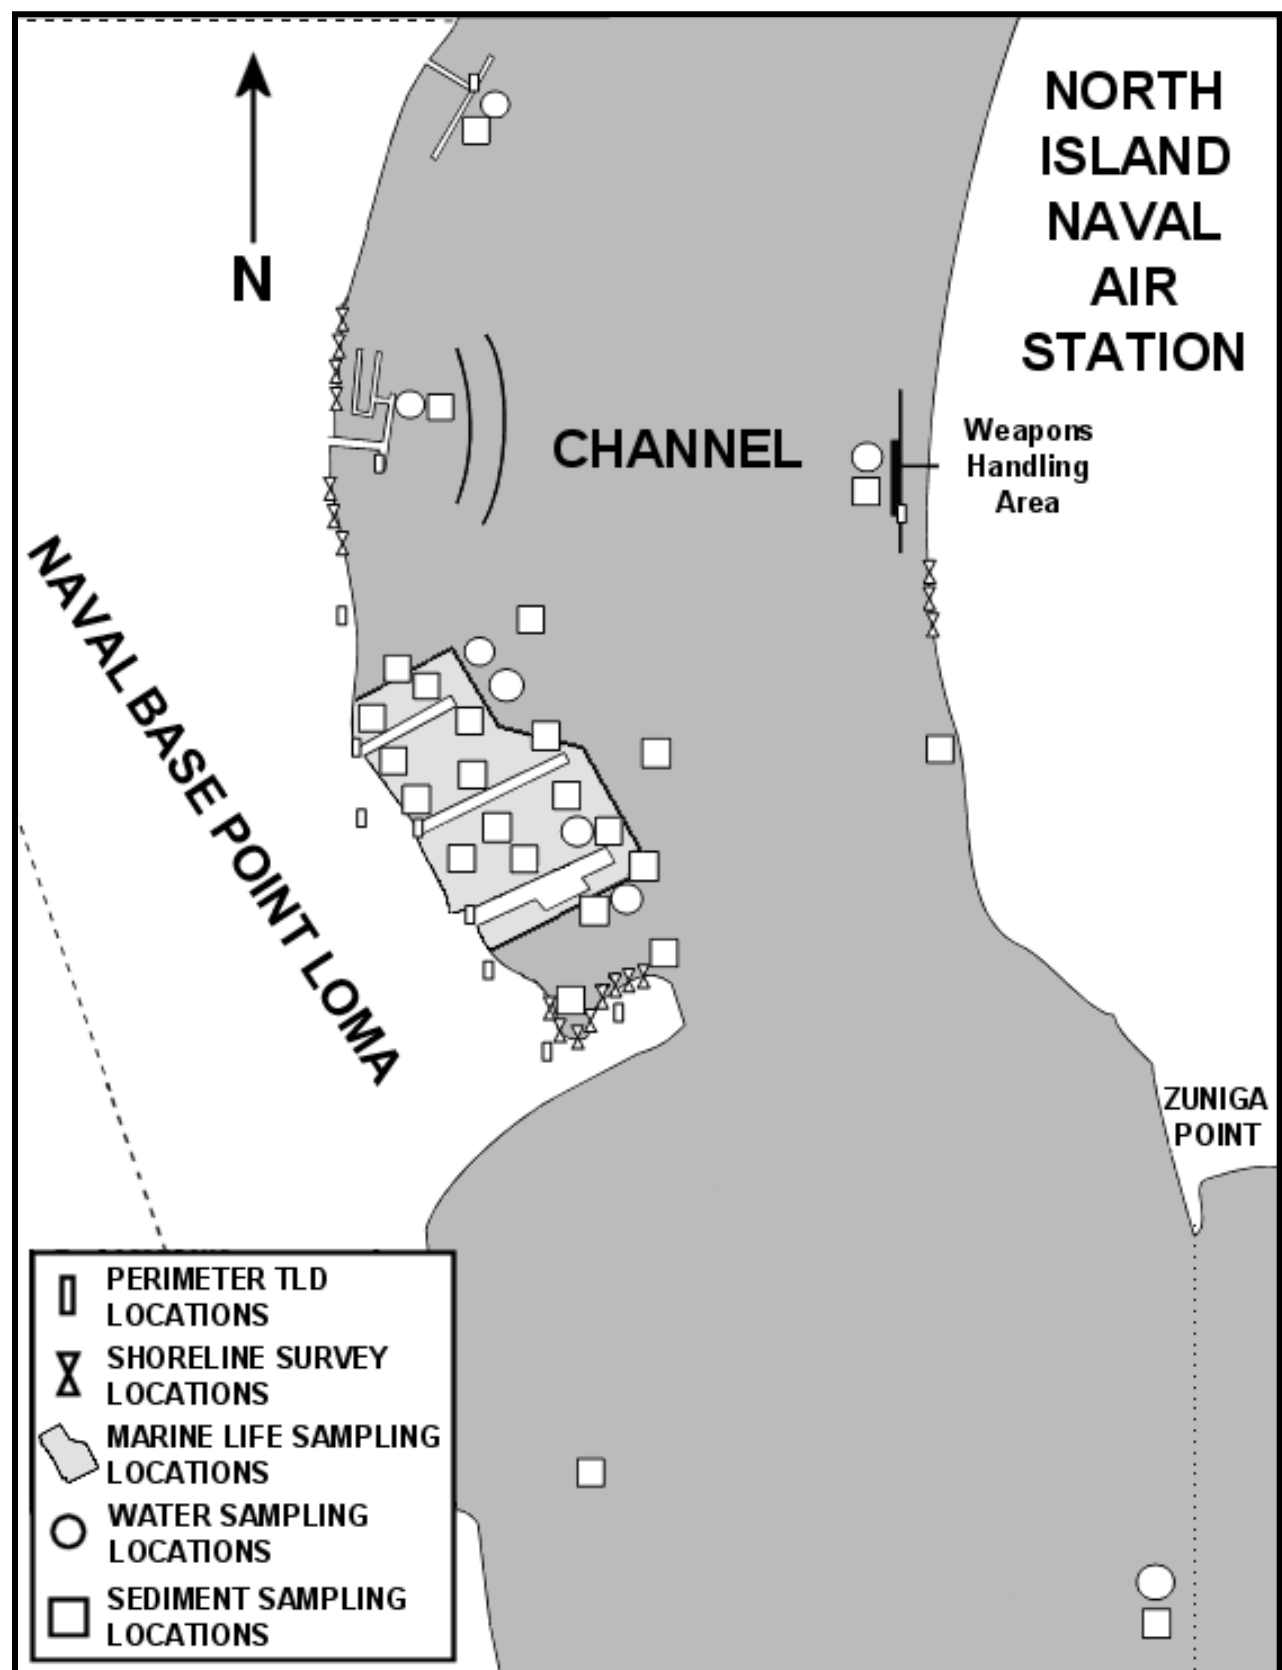 NORTH
ISLAND
NAVAL
AIR
STATION
N
CHANNEL
Weapons
Handling
Area
NAVAL BASE POINT LOMA
ZUNIGA
POINT
PERIMETER TLD
LOCATIONS
SHORELINE SURVEY
LOCATIONS
MARINE LIFE SAMPLING
LOCATIONS
WATER SAMPLING
LOCATIONS
SEDIMENT SAMPLING
LOCATIONS